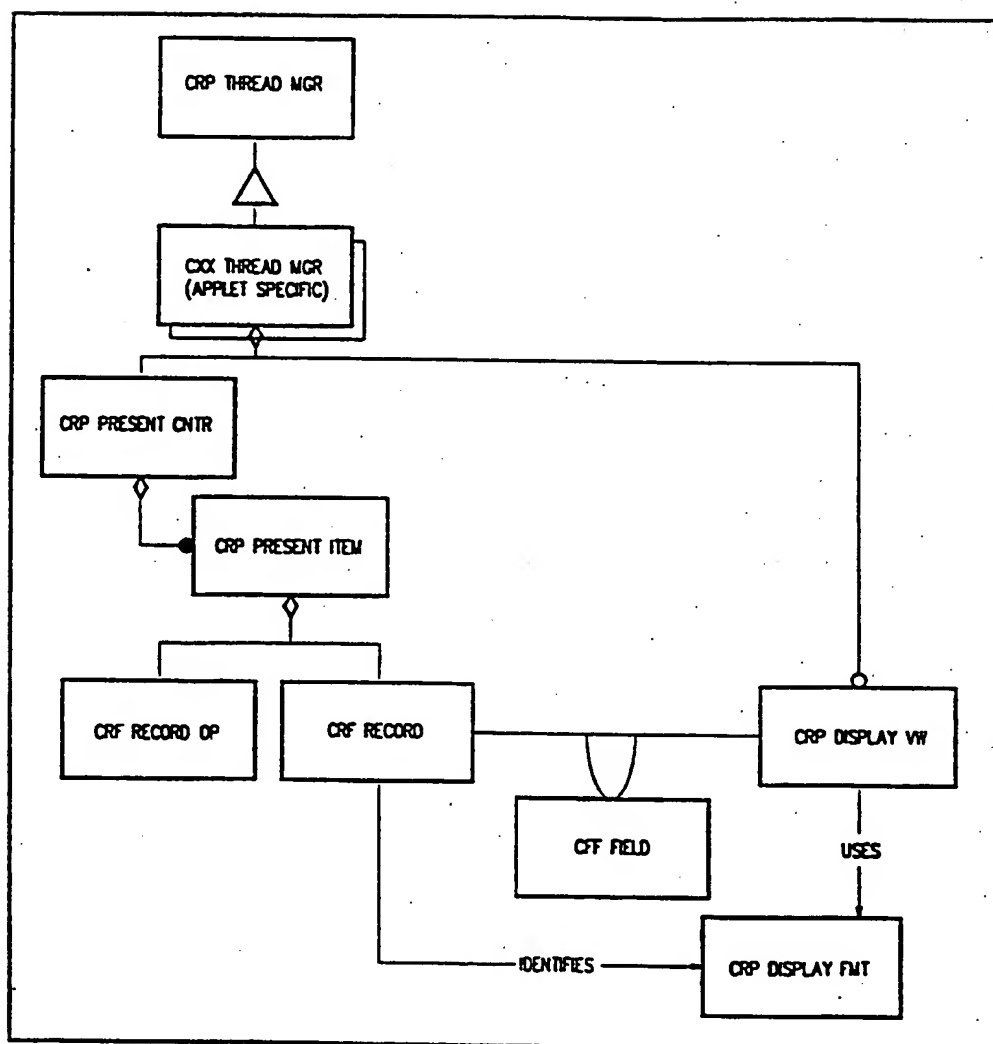 CRP THREAD MGR
CXX THREAD MGR
(APPLET SPECIFIC)
CRP PRESENT CNTR
CRP PRESENT ITEM
CRF RECORD OP
CRF RECORD
CRP DISPLAY VW
CFF FIELD
USES
IDENTIFIES
CRP DISPLAY FMT